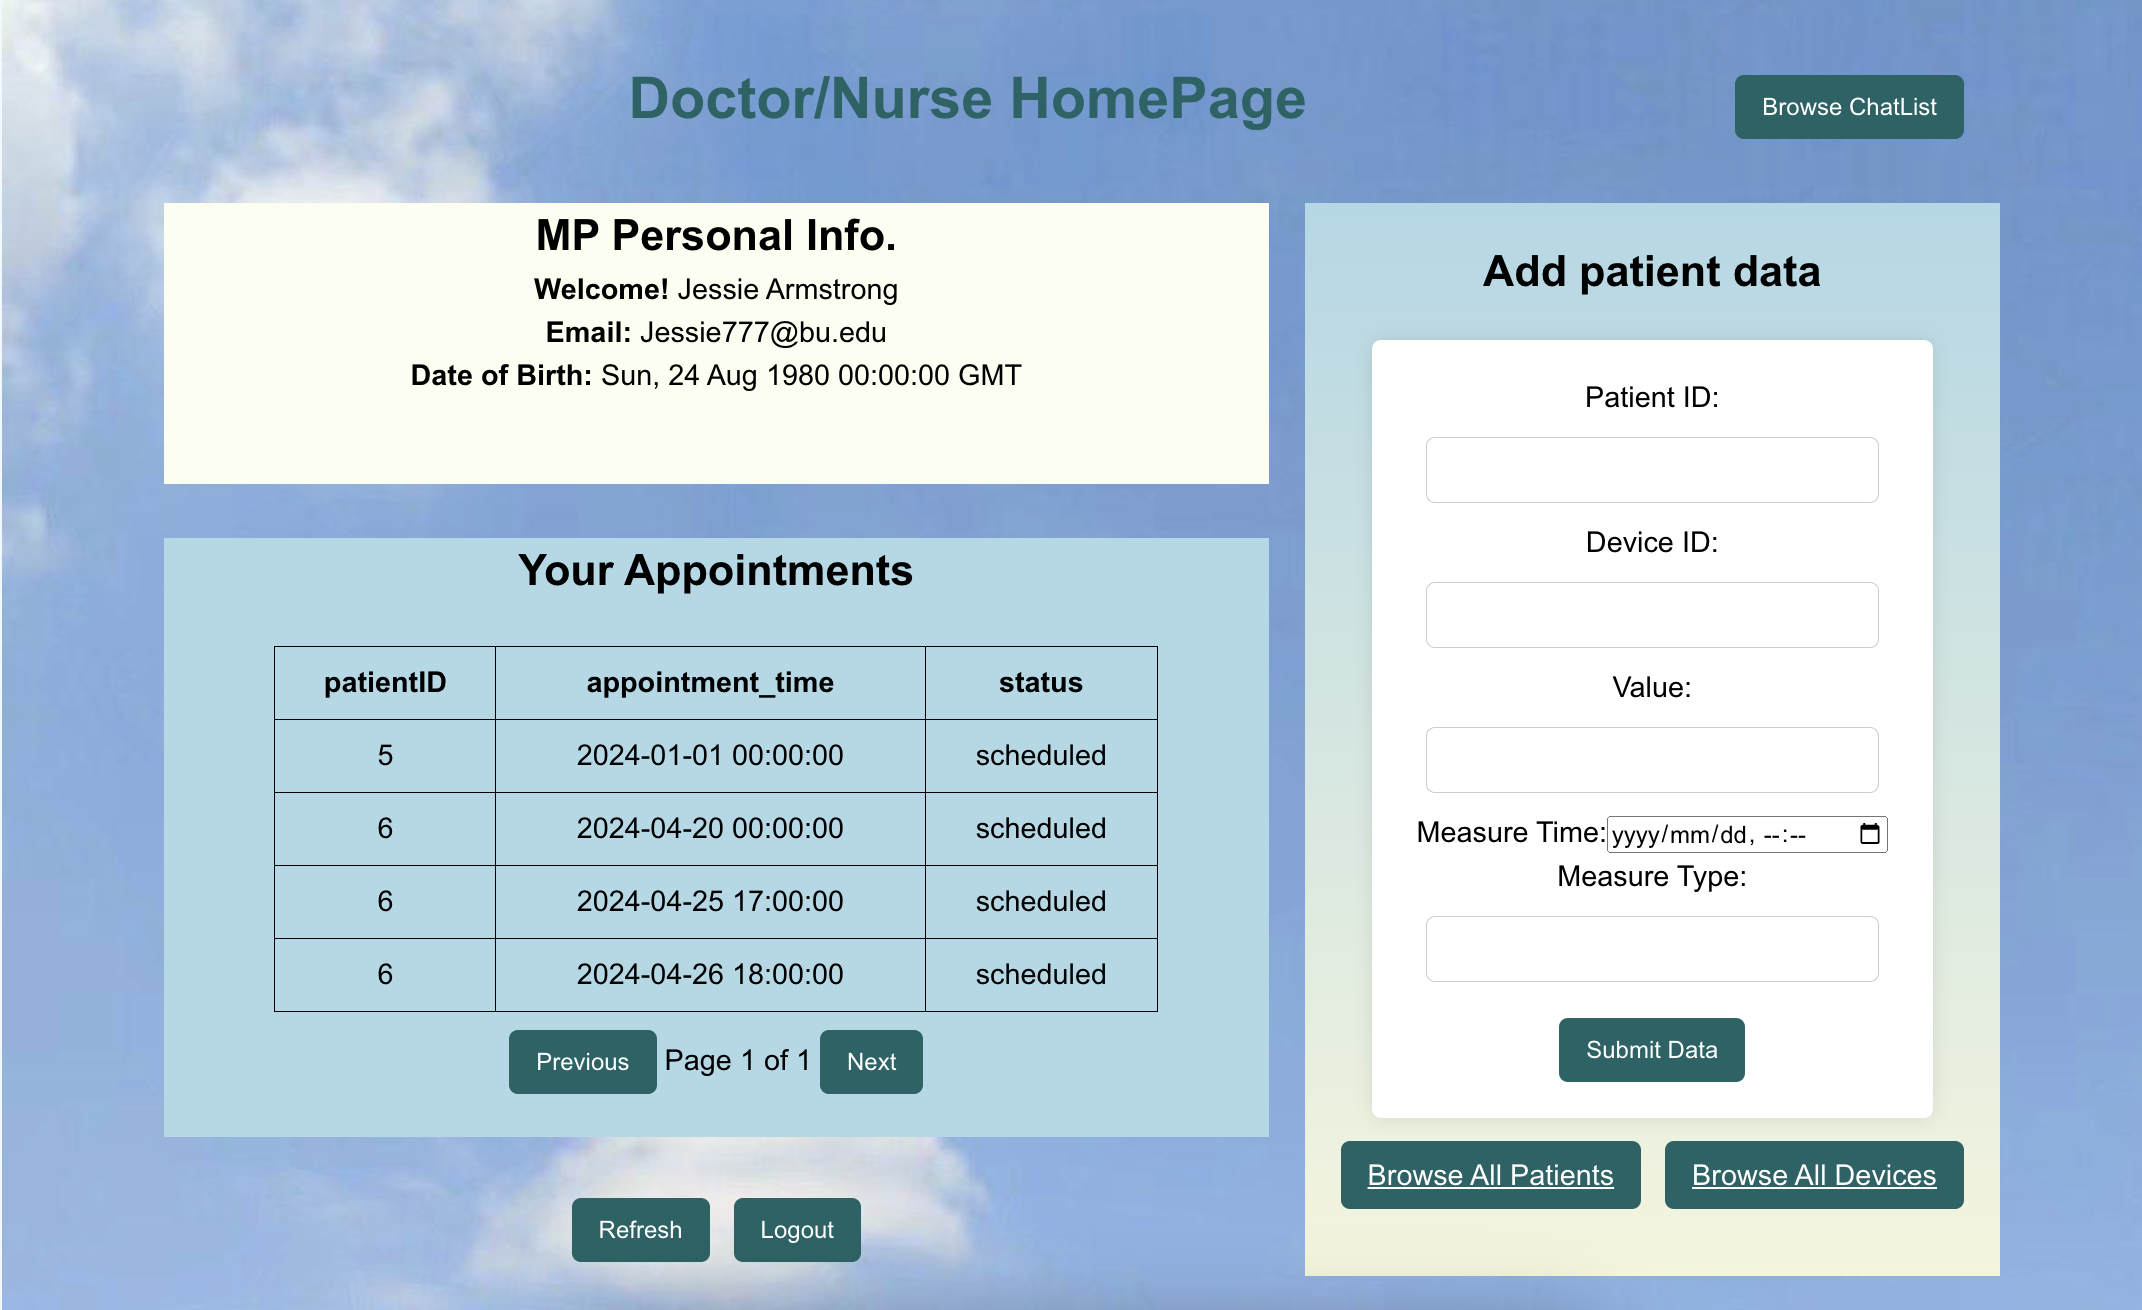 Doctor/Nurse HomePage
Browse ChatList
MP Personal Info.
Welcome! Jessie Armstrong
Email: Jessie777@bu.edu
Date of Birth: Sun, 24 Aug 1980 00:00:00 GMT
Your Appointments
patientID appointment_time status
5 2024-01-01 00:00:00 scheduled
6 2024-04-20 00:00:00 scheduled
6 2024-04-25 17:00:00 scheduled
6 2024-04-26 18:00:00 scheduled
Previous Page 1 of 1 Next
Refresh Logout
Add patient data
Patient ID:
Device ID:
Value:
Measure Time: yyyy/mm/dd, --:--
Measure Type:
Submit Data
Browse All Patients Browse All Devices